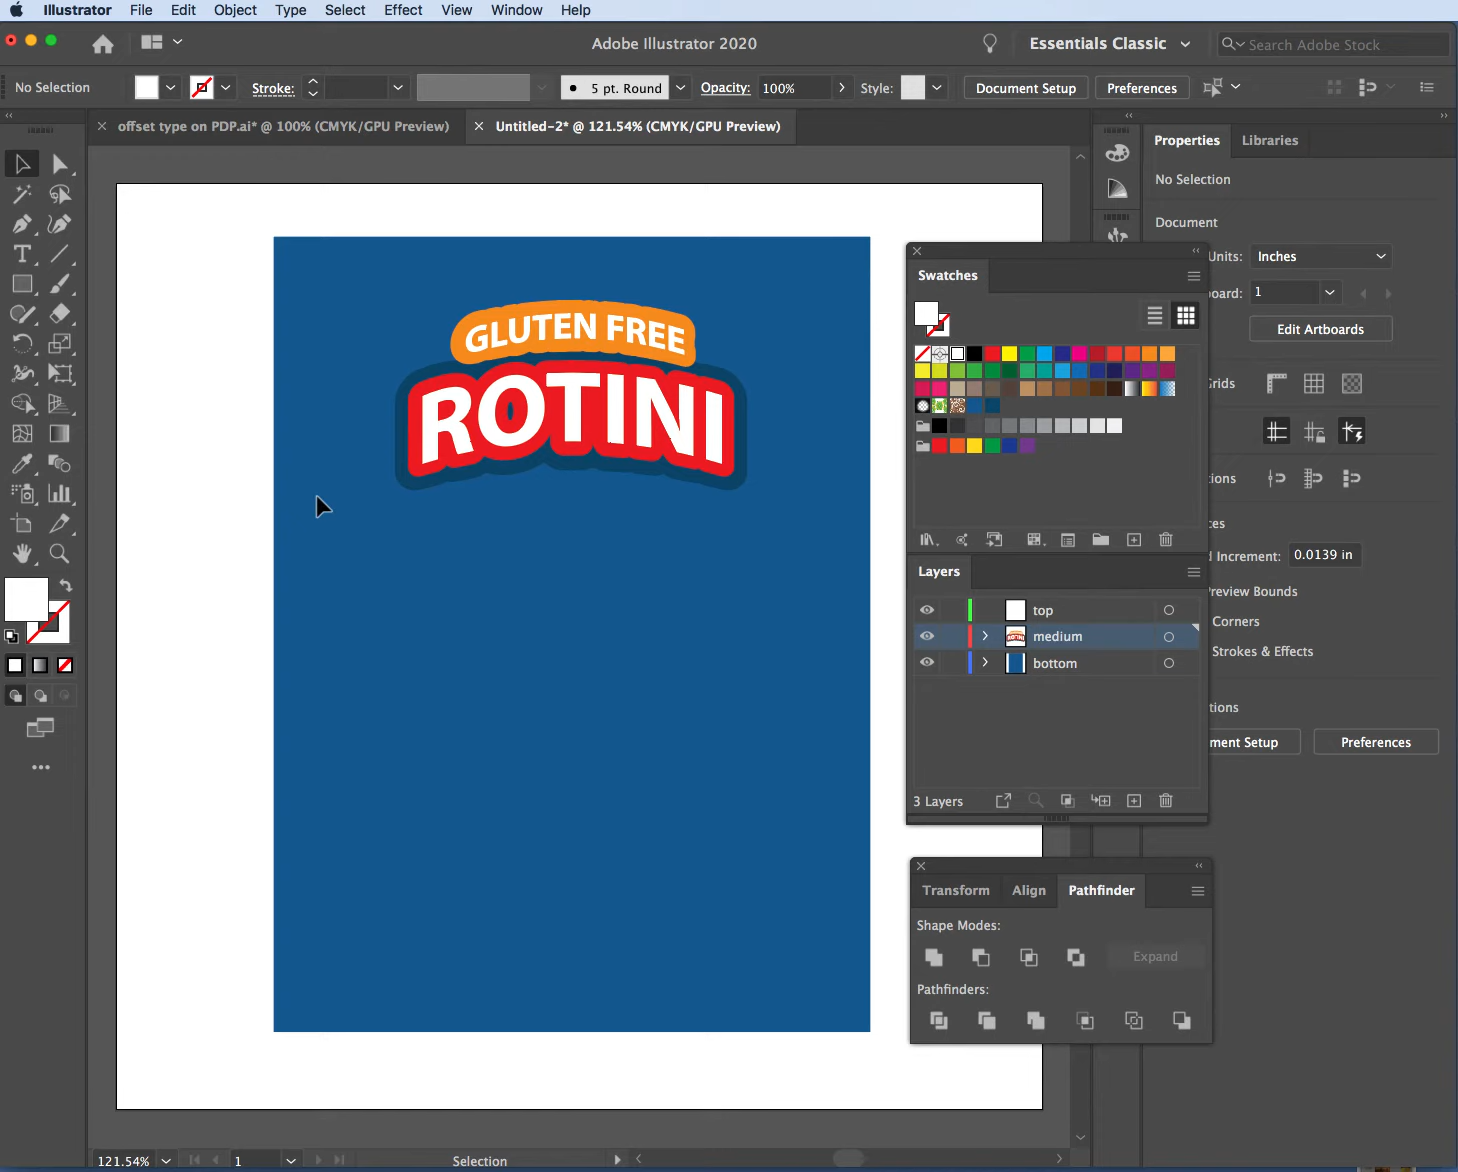 Illustrator File Edit Object Type Select Effect View Window Help
Adobe Illustrator 2020
Essentials Classic
Search Adobe Stock
No Selection
Stroke:
5 pt. Round
Opacity: 100%
Style:
Document Setup
Preferences
offset type on PDP.ai* @ 100% (CMYK/GPU Preview)
Untitled-2* @ 121.54% (CMYK/GPU Preview)
Properties
Libraries
No Selection
Document
Units: Inches
board: 1
Edit Artboards
Grids
tions
ces
d Increment: 0.0139 in
Preview Bounds
Corners
Strokes & Effects
tions
ment Setup
Preferences
GLUTEN FREE
ROTINI
Swatches
Layers
top
medium
bottom
3 Layers
Transform
Align
Pathfinder
Shape Modes:
Expand
Pathfinders:
121.54%
1
Selection